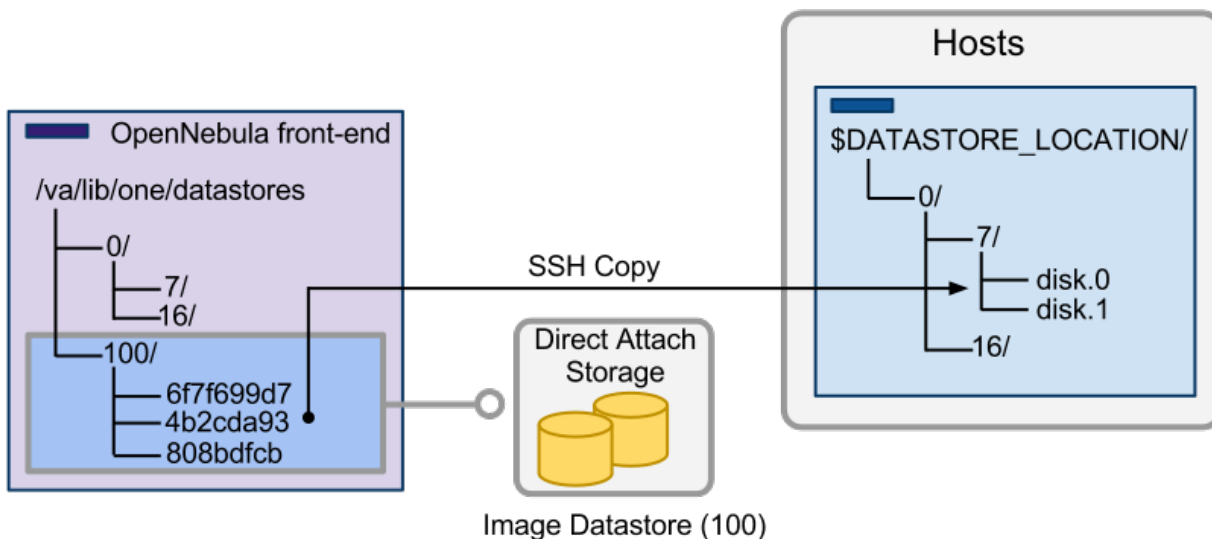 OpenNebula front-end
/va/lib/one/datastores
0/
7/
16/
100/
6f7f699d7
4b2cda93
808bdfcb
SSH Copy
Direct Attach
Storage
Image Datastore (100)
Hosts
$DATASTORE_LOCATION/
0/
7/
disk.0
disk.1
16/